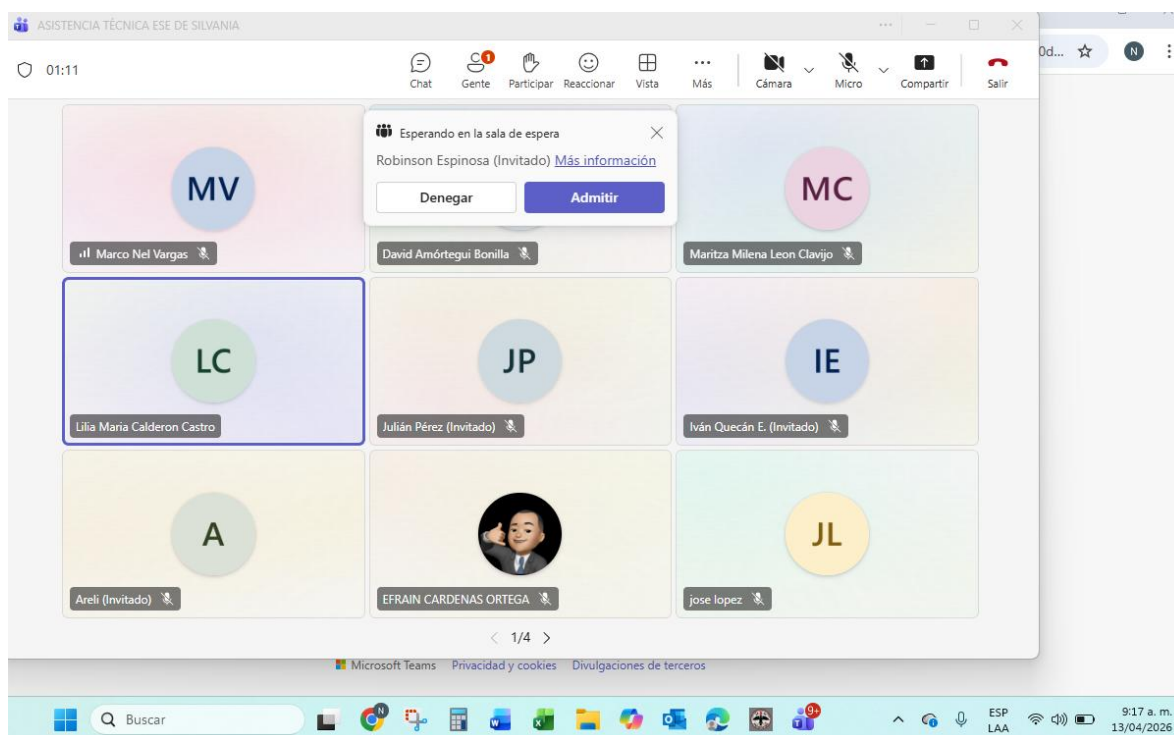 ASISTENCIA TÉCNICA ESE DE SILVANIA
01:11
Chat
Gente
1
Participar
Reaccionar
Vista
Más
Cámara
Micro
Compartir
Salir
0d...
N
Esperando en la sala de espera
Robinson Espinosa (Invitado) Más información
Denegar
Admitir
MV
MC
Marco Nel Vargas
David Amórtegui Bonilla
Maritza Milena Leon Clavijo
LC
JP
IE
Lilia Maria Calderon Castro
Julián Pérez (Invitado)
Iván Quecán E. (Invitado)
A
JL
Areli (Invitado)
EFRAIN CARDENAS ORTEGA
jose lopez
1/4
Microsoft Teams Privacidad y cookies Divulgaciones de terceros
Buscar
N
9+
ESP
LAA
9:17 a. m.
13/04/2026